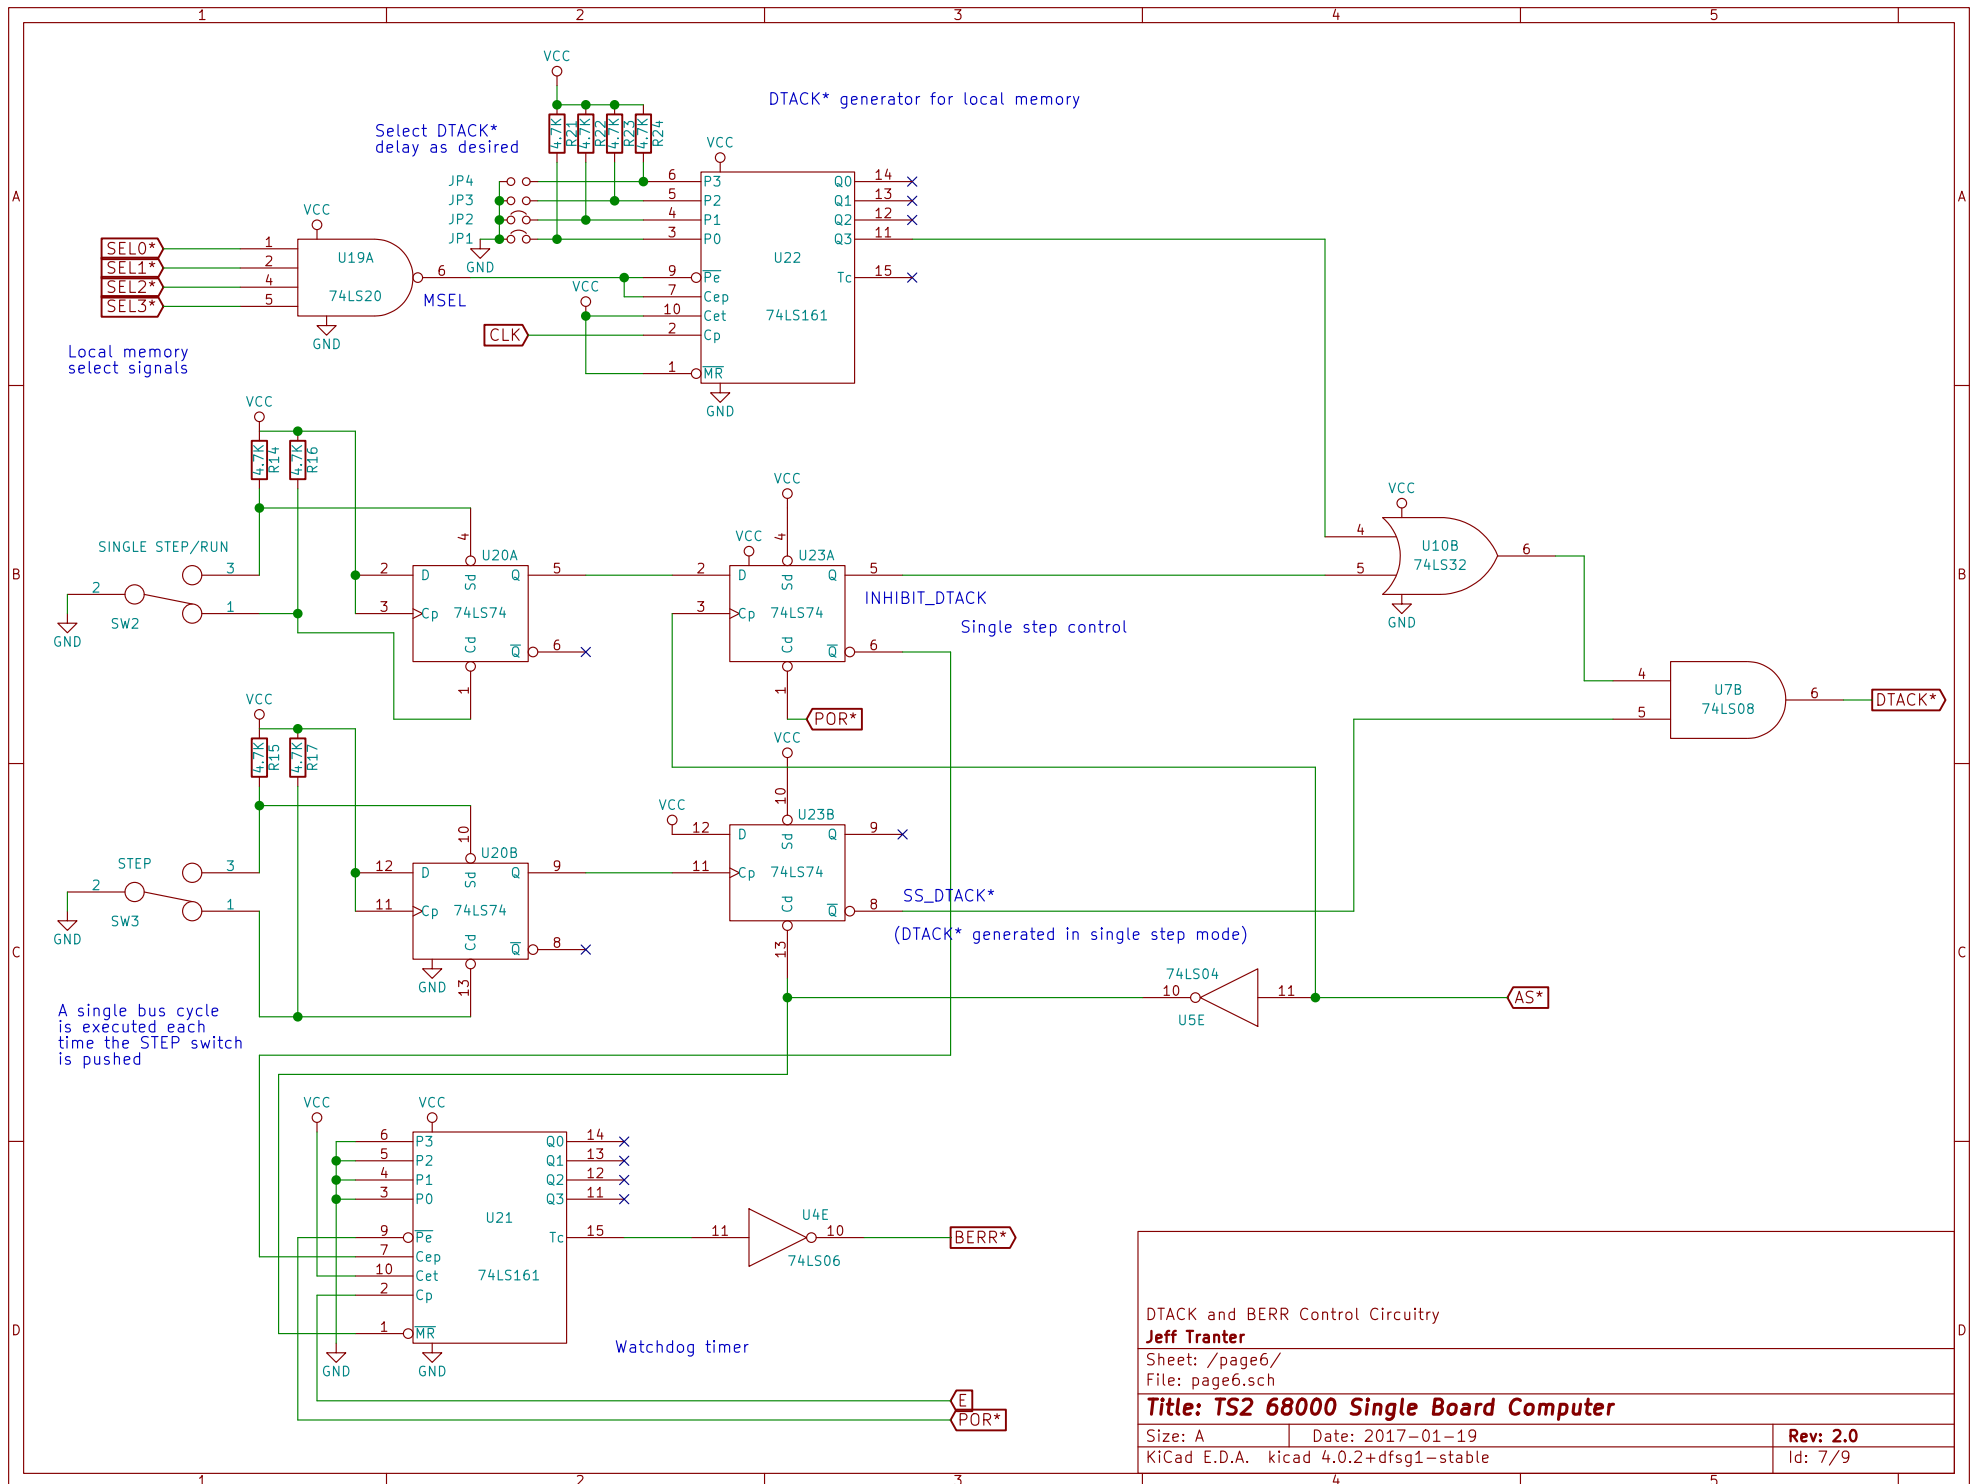 1 2 3 4 5
A A
B B
C C
D D
1 2 3 4 5
VCC
DTACK* generator for local memory
Select DTACK*
delay as desired
4.7K R21 4.7K R22 4.7K R23 4.7K R24
VCC
JP4 6 P3 Q0 14
JP3 5 P2 Q1 13
JP2 4 P1 Q2 12
JP1 3 P0 Q3 11
GND
U22
9 Pe Tc 15
7 Cep
VCC
10 Cet 74LS161
CLK 2 Cp
1 MR
GND
VCC
SEL0* 1
SEL1* 2
SEL2* 4
SEL3* 5
U19A
74LS20
6
MSEL
GND
Local memory
select signals
VCC
4.7K R14 4.7K R16
SINGLE STEP/RUN
3
2
1
SW2
GND
4
U20A
2 D Sd Q 5
3 Cp 74LS74
Cd Q 6
1
VCC
VCC
4
U23A
2 D Sd Q 5
3 Cp 74LS74
Cd Q 6
1
POR*
INHIBIT_DTACK
Single step control
VCC
4
5
U10B
74LS32
6
GND
4
5
U7B
74LS08
6
DTACK*
VCC
4.7K R15 4.7K R17
STEP
3
2
1
SW3
GND
10
U20B
12 D Sd Q 9
11 Cp 74LS74
Cd Q 8
GND
13
VCC
VCC
10
U23B
12 D Sd Q 9
11 Cp 74LS74
Cd Q 8
13
SS_DTACK*
(DTACK* generated in single step mode)
74LS04
10 11
U5E
AS*
A single bus cycle
is executed each
time the STEP switch
is pushed
VCC VCC
6 P3 Q0 14
5 P2 Q1 13
4 P1 Q2 12
3 P0 Q3 11
U21
9 Pe Tc 15
7 Cep
10 Cet 74LS161
2 Cp
1 MR
GND GND
11
U4E
10
74LS06
BERR*
Watchdog timer
E
POR*
DTACK and BERR Control Circuitry
Jeff Tranter
Sheet: /page6/
File: page6.sch
Title: TS2 68000 Single Board Computer
Size: A Date: 2017-01-19 Rev: 2.0
KiCad E.D.A. kicad 4.0.2+dfsg1-stable Id: 7/9